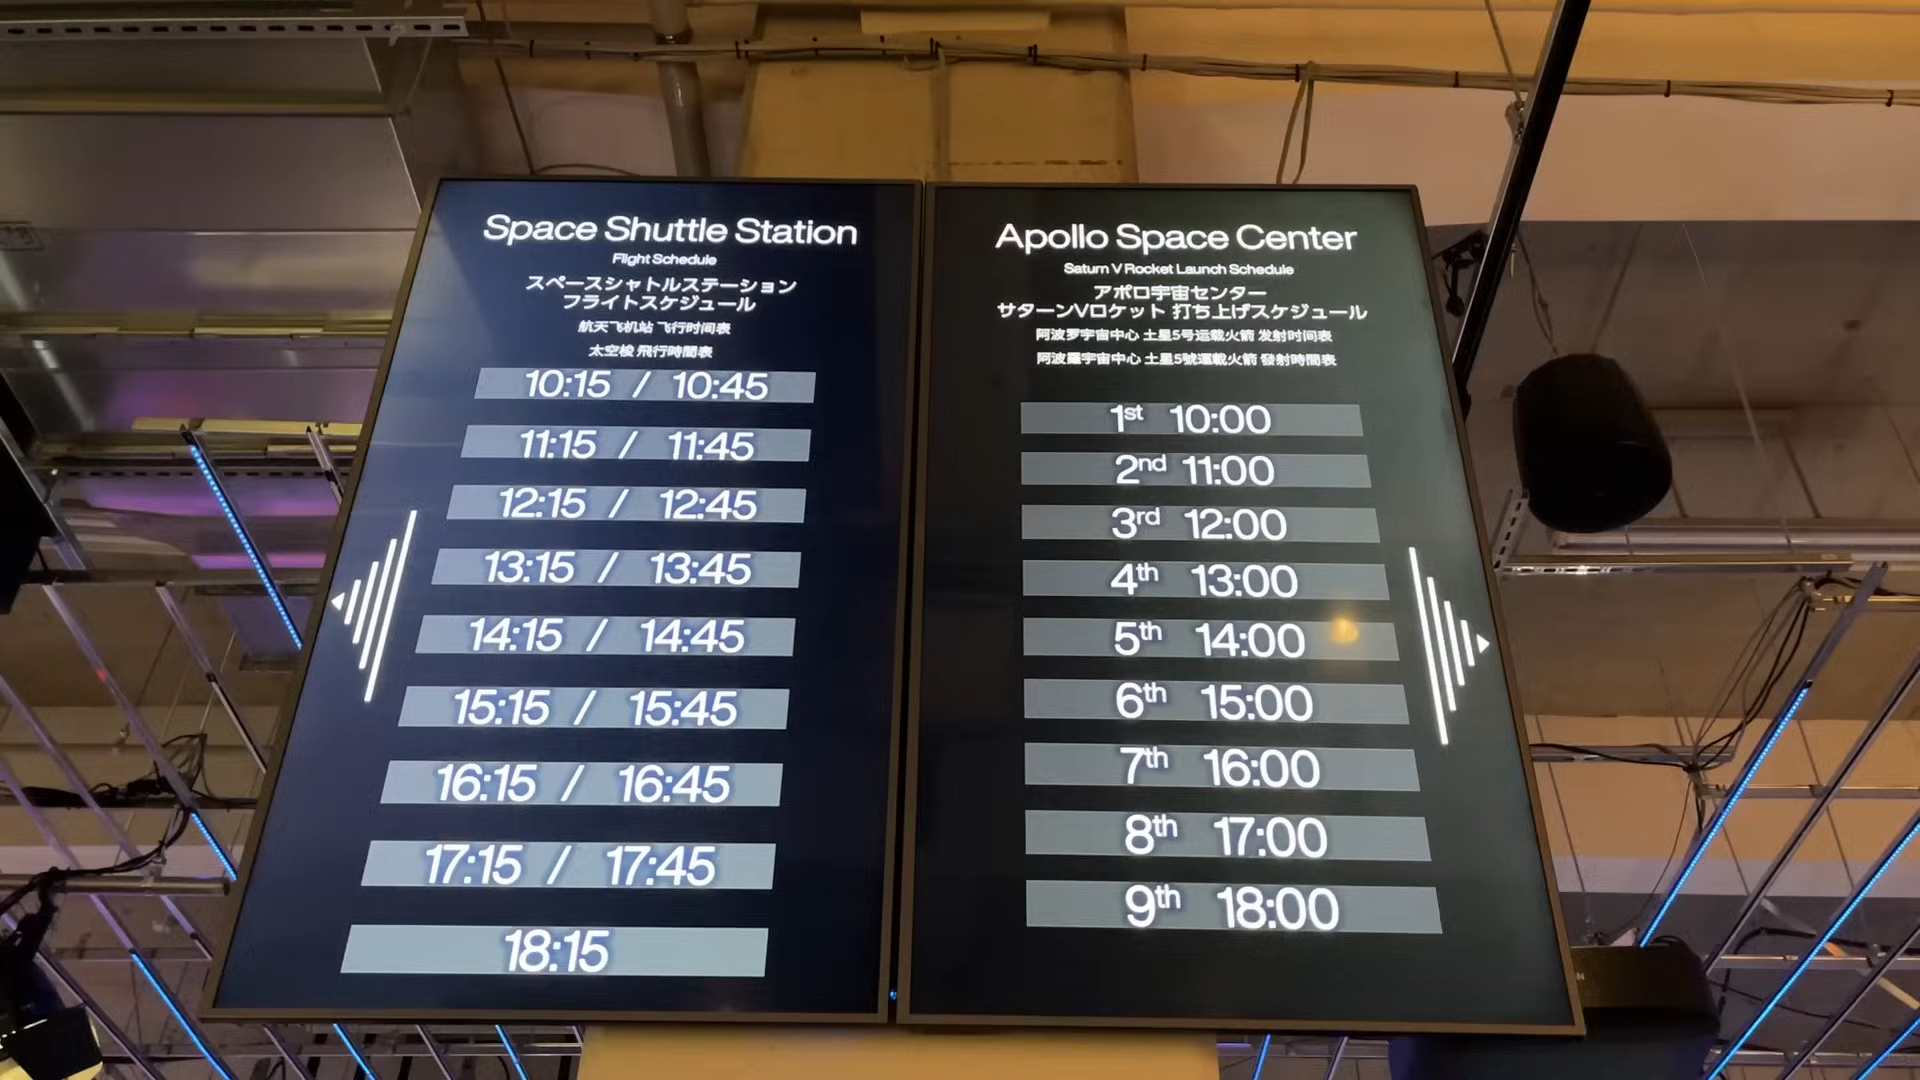 Space Shuttle Station
Flight Schedule
スペースシャトルステーション
フライトスケジュール
航天飞机站 飞行时间表
太空梭 飛行時間表
10:15 / 10:45
11:15 / 11:45
12:15 / 12:45
13:15 / 13:45
14:15 / 14:45
15:15 / 15:45
16:15 / 16:45
17:15 / 17:45
18:15
Apollo Space Center
Saturn V Rocket Launch Schedule
アポロ宇宙センター
サターンVロケット 打ち上げスケジュール
阿波罗宇宙中心 土星5号运载火箭 发射时间表
阿波羅宇宙中心 土星5號運載火箭 發射時間表
1st 10:00
2nd 11:00
3rd 12:00
4th 13:00
5th 14:00
6th 15:00
7th 16:00
8th 17:00
9th 18:00